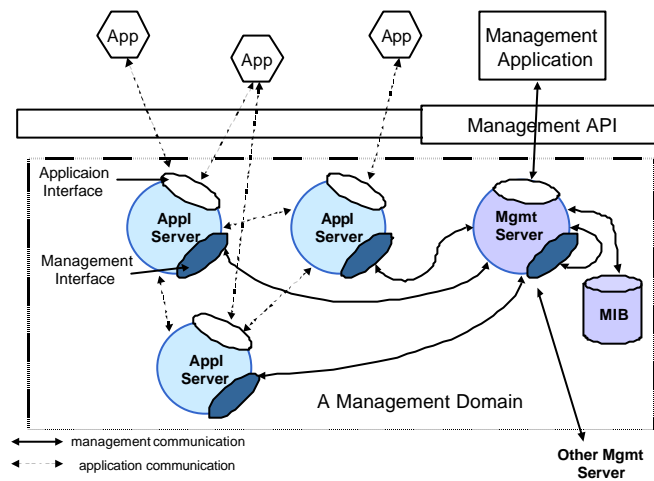 App
App
App
Management
Application
Management API
Applicaion
Interface
Appl
Server
Appl
Server
Mgmt
Server
Management
Interface
MIB
Appl
Server
A Management Domain
management communication
application communication
Other Mgmt
Server